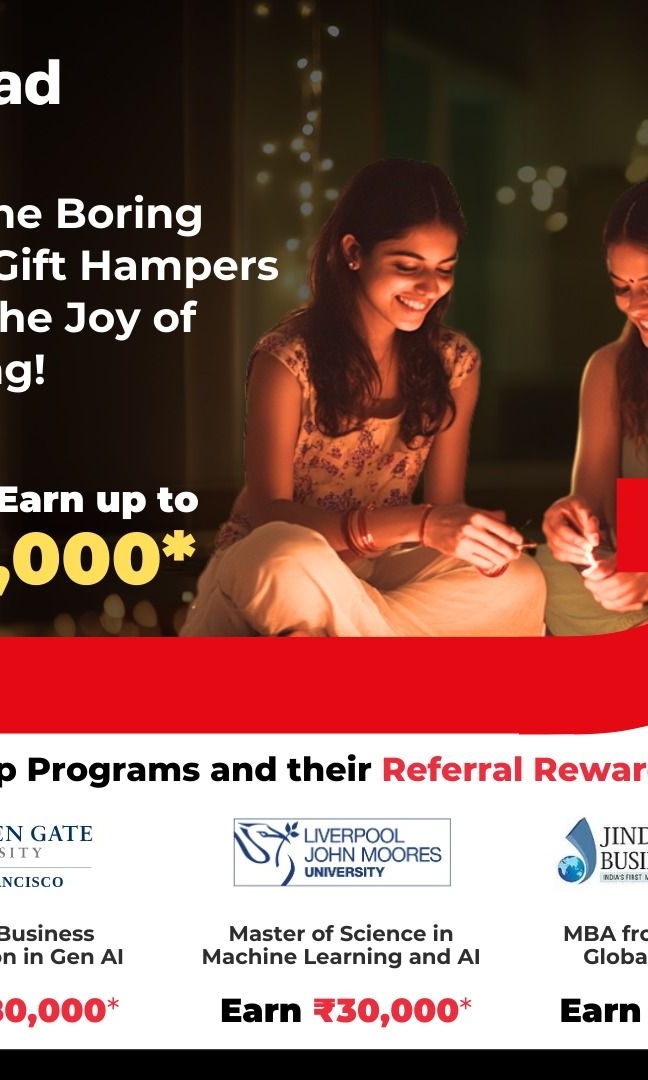 ad
he Boring
Gift Hampers
he Joy of
ng!
Earn up to
,000*
p Programs and their Referral Rewar
EN GATE
SITY
NCISCO
LIVERPOOL
JOHN MOORES
UNIVERSITY
JIND
BUSI
INDIA'S FIRST M
Business
on in Gen AI
Master of Science in
Machine Learning and AI
MBA fro
Globa
30,000*
Earn ₹30,000*
Earn